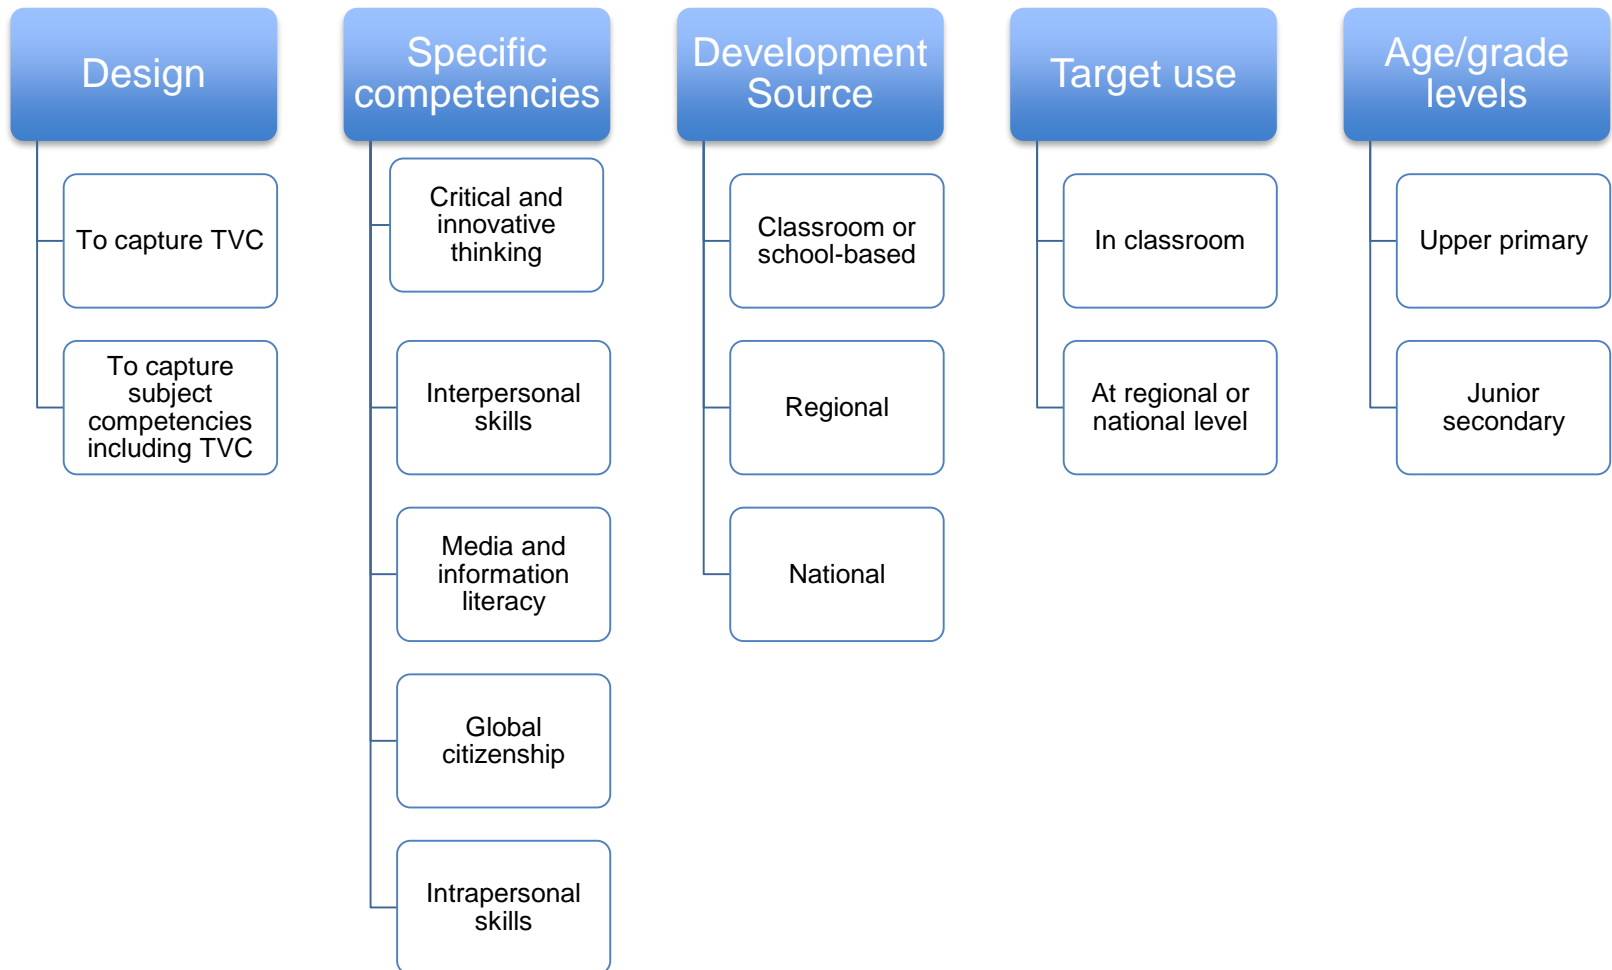 Design
To capture TVC
To capture
subject
competencies
including TVC
Specific
competencies
Critical and
innovative
thinking
Interpersonal
skills
Media and
information
literacy
Global
citizenship
Intrapersonal
skills
Development
Source
Classroom or
school-based
Regional
National
Target use
In classroom
At regional or
national level
Age/grade
levels
Upper primary
Junior
secondary